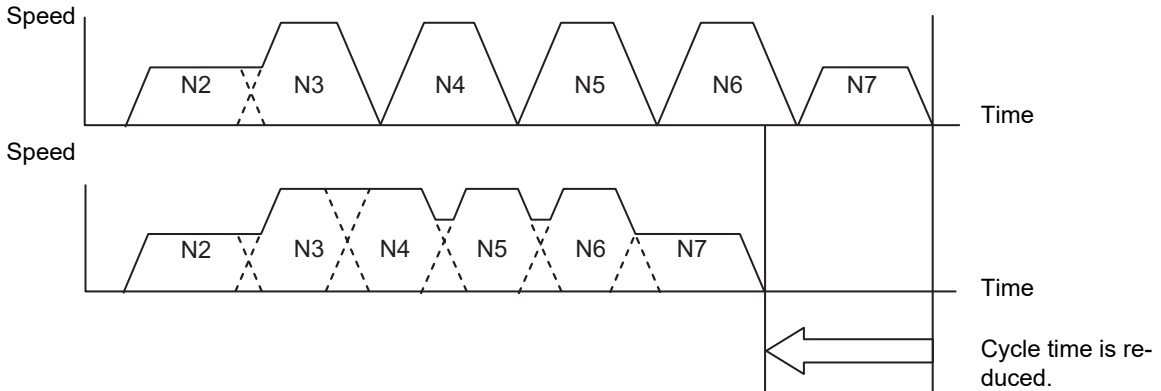 Speed
N2 N3 N4 N5 N6 N7
Time
Speed
N2 N3 N4 N5 N6 N7
Time
Cycle time is re-
duced.